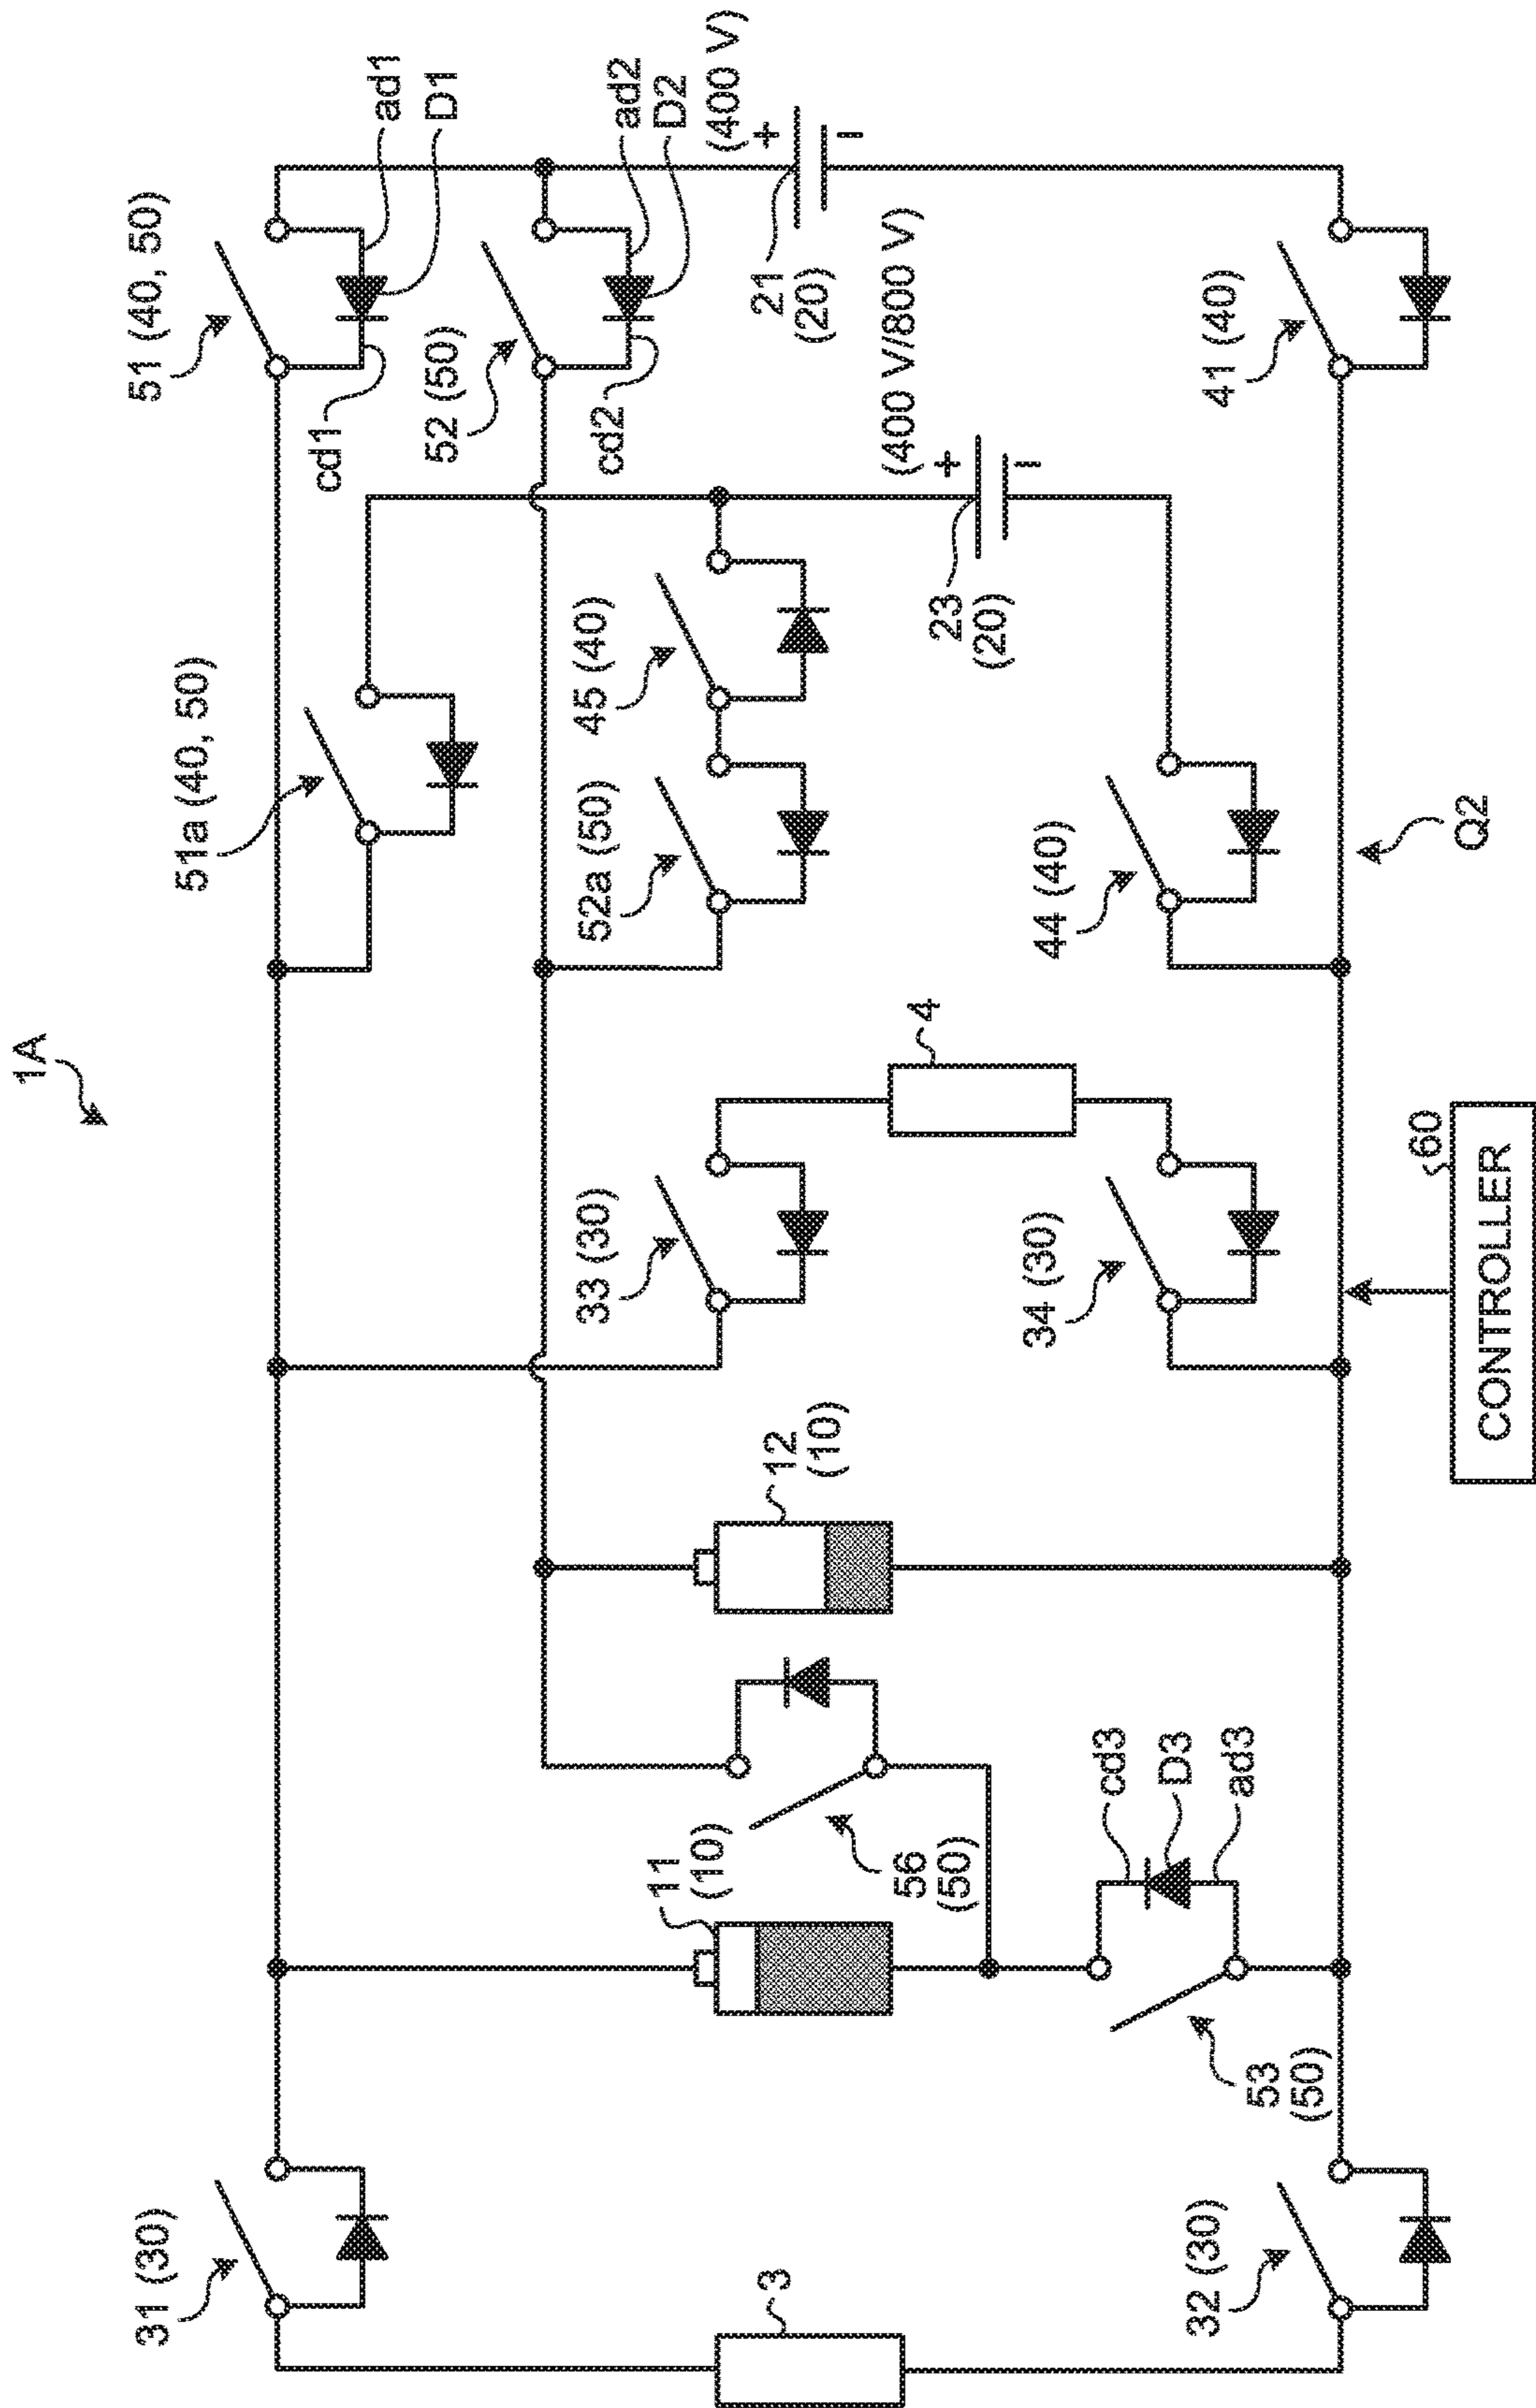 1A
31 (30)
51a (40, 50)
51 (40, 50)
cd1
ad1
D1
52 (50)
cd2
ad2
D2
(400 V)
+
−
21
(20)
33 (30)
52a (50)
45 (40)
(400 V/800 V)
+
−
23
(20)
3
11
(10)
12
(10)
4
56
(50)
cd3
D3
ad3
53
(50)
32 (30)
34 (30)
44 (40)
41 (40)
Q2
60
CONTROLLER